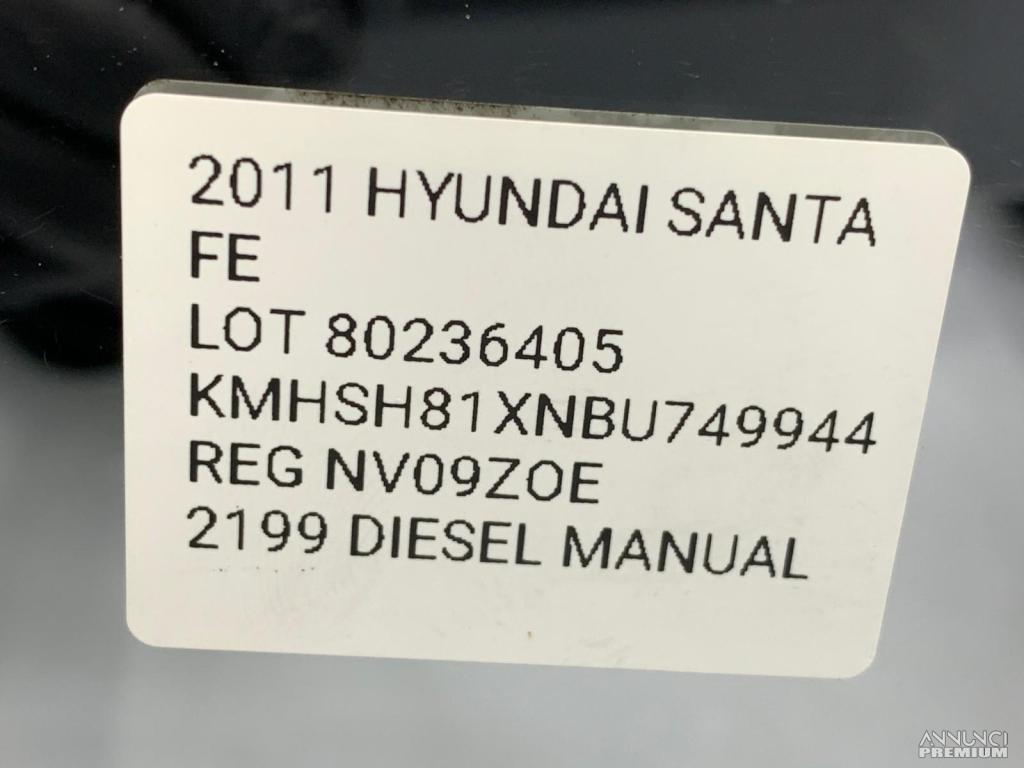 2011 HYUNDAI SANTA
FE
LOT 80236405
KMHSH81XNBU749944
REG NV09ZOE
2199 DIESEL MANUAL
ANNUNCI
PREMIUM